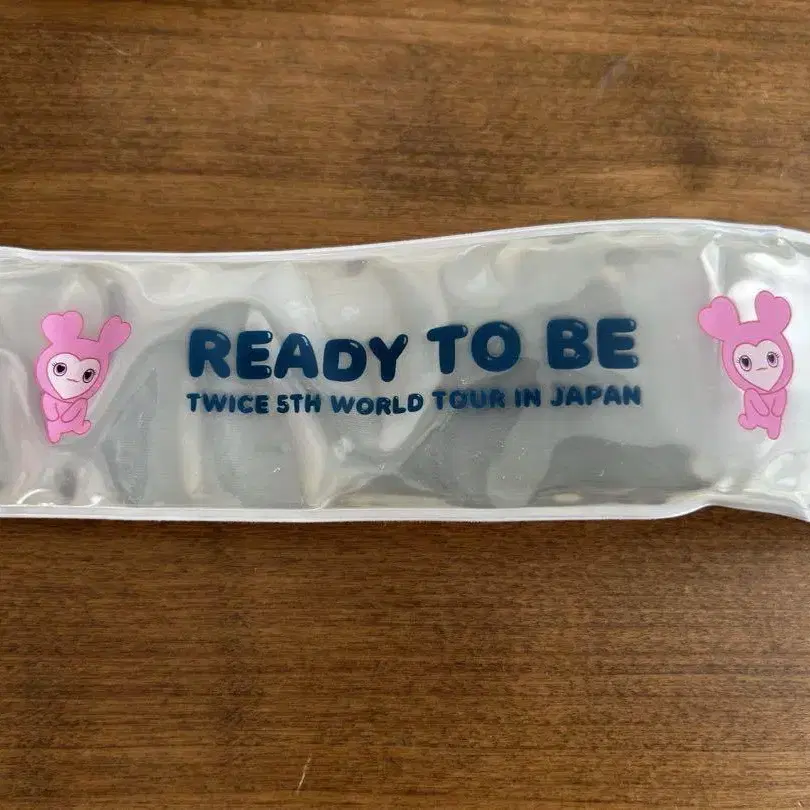 READY TO BE
TWICE 5TH WORLD TOUR IN JAPAN